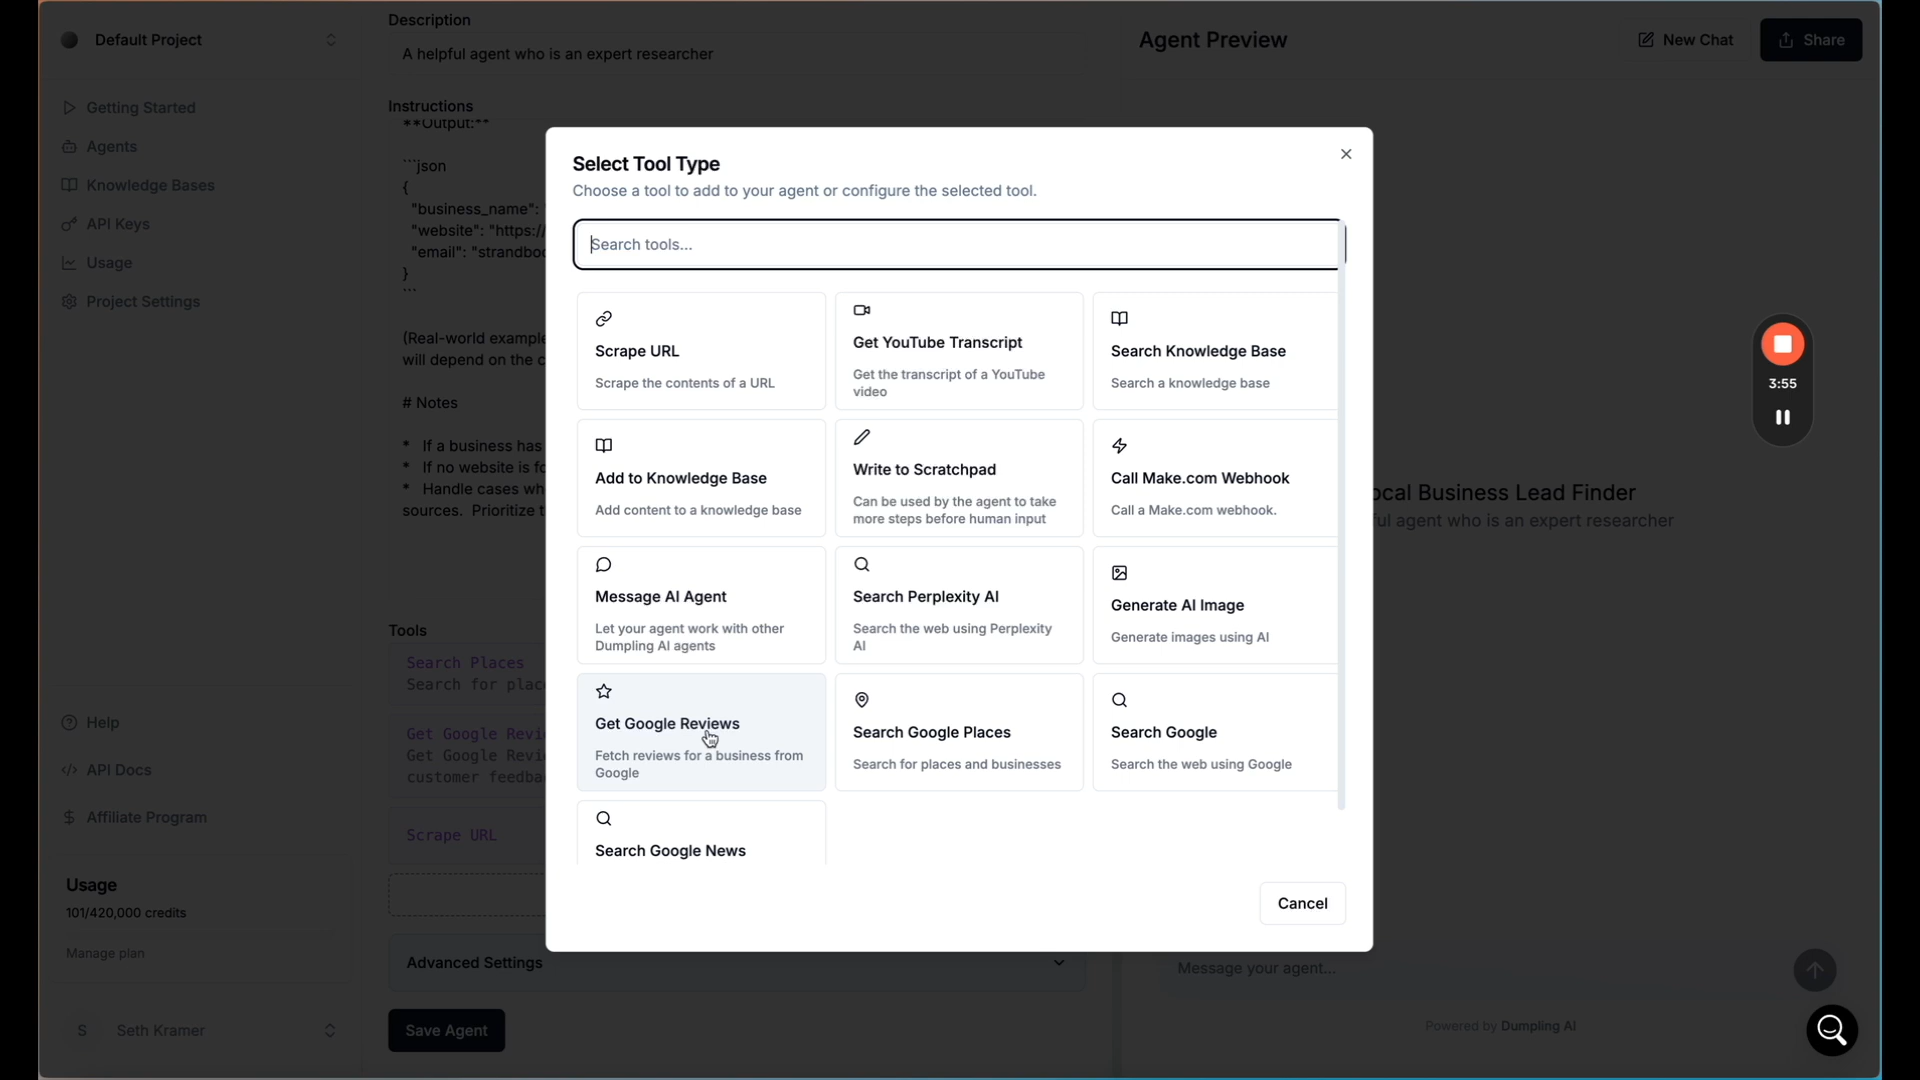 Default Project
Getting Started
Agents
Knowledge Bases
API Keys
Usage
Project Settings
Help
API Docs
Affiliate Program
Usage
101/420,000 credits
Manage plan
S
Seth Kramer
Description
A helpful agent who is an expert researcher
Instructions
**Output:**
```json
{
"business_name":
"website": "https://
"email":
}
```
(Real-world
will depend on the
# Notes
* If a business has
* If no website is
* Handle cases
sources. Prioritize
Tools
Search Places
Search for
Get Google
Get Google
customer
Scrape URL
Advanced Settings
Save Agent
Select Tool Type
Choose a tool to add to your agent or configure the selected tool.
Search tools...
Scrape URL
Scrape the contents of a URL
Get YouTube Transcript
Get the transcript of a YouTube
video
Search Knowledge Base
Search a knowledge base
Add to Knowledge Base
Add content to a knowledge base
Write to Scratchpad
Can be used by the agent to take
more steps before human input
Call Make.com Webhook
Call a Make.com webhook.
Message AI Agent
Let your agent work with other
Dumpling AI agents
Search Perplexity AI
Search the web using Perplexity
AI
Generate AI Image
Generate images using AI
Get Google Reviews
Fetch reviews for a business from
Google
Search Google Places
Search for places and businesses
Search Google
Search the web using Google
Search Google News
Cancel
Agent Preview
New Chat
Share
3:55
Business Lead Finder
agent who is an expert researcher
Message your agent...
Powered by Dumpling AI